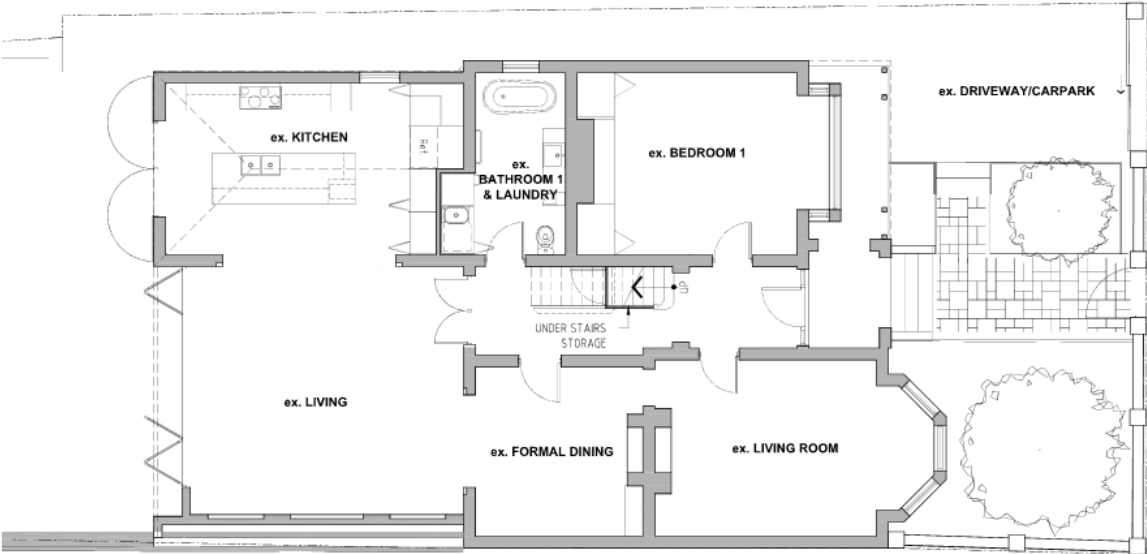 ex. DRIVEWAY/CARPARK
ex. KITCHEN
Ref
ex.
BATHROOM 1
& LAUNDRY
ex. BEDROOM 1
UP
UNDER STAIRS
STORAGE
ex. LIVING
ex. FORMAL DINING
ex. LIVING ROOM